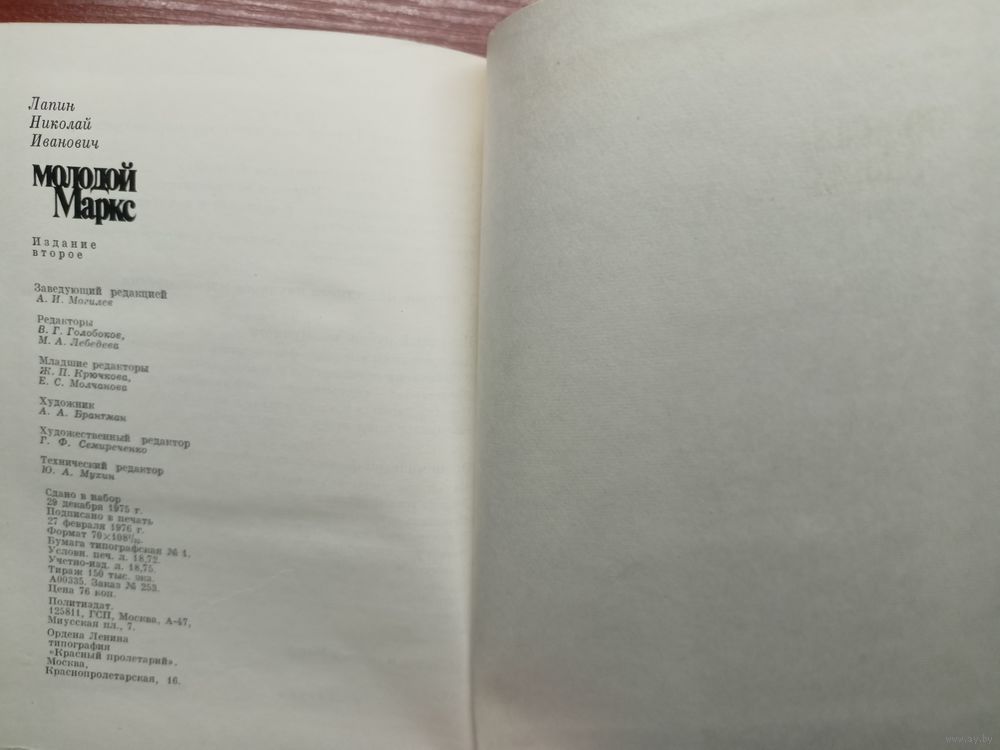 Лапин
Николай
Иванович
молодой
Маркс
Издание
второе
Заведующий редакцией
А. И. Могилев
Редакторы
В. Г. Голобоков,
М. А. Лебедева
Младшие редакторы
Ж. П. Крючкова,
Е. С. Молчанова
Художник
А. А. Брантман
Художественный редактор
Г. Ф. Семиреченко
Технический редактор
Ю. А. Мухин
Сдано в набор
29 декабря 1975 г.
Подписано в печать
27 февраля 1976 г.
Формат 70×108¹/₃₂.
Бумага типографская № 1.
Условн. печ. л. 18,72.
Учетно-изд. л. 18,75.
Тираж 150 тыс. экз.
А00335. Заказ № 253.
Цена 76 коп.
Политиздат.
125811, ГСП, Москва, А-47,
Миусская пл., 7.
Ордена Ленина
типография
«Красный пролетарий».
Москва,
Краснопролетарская, 16.
www.ay.by